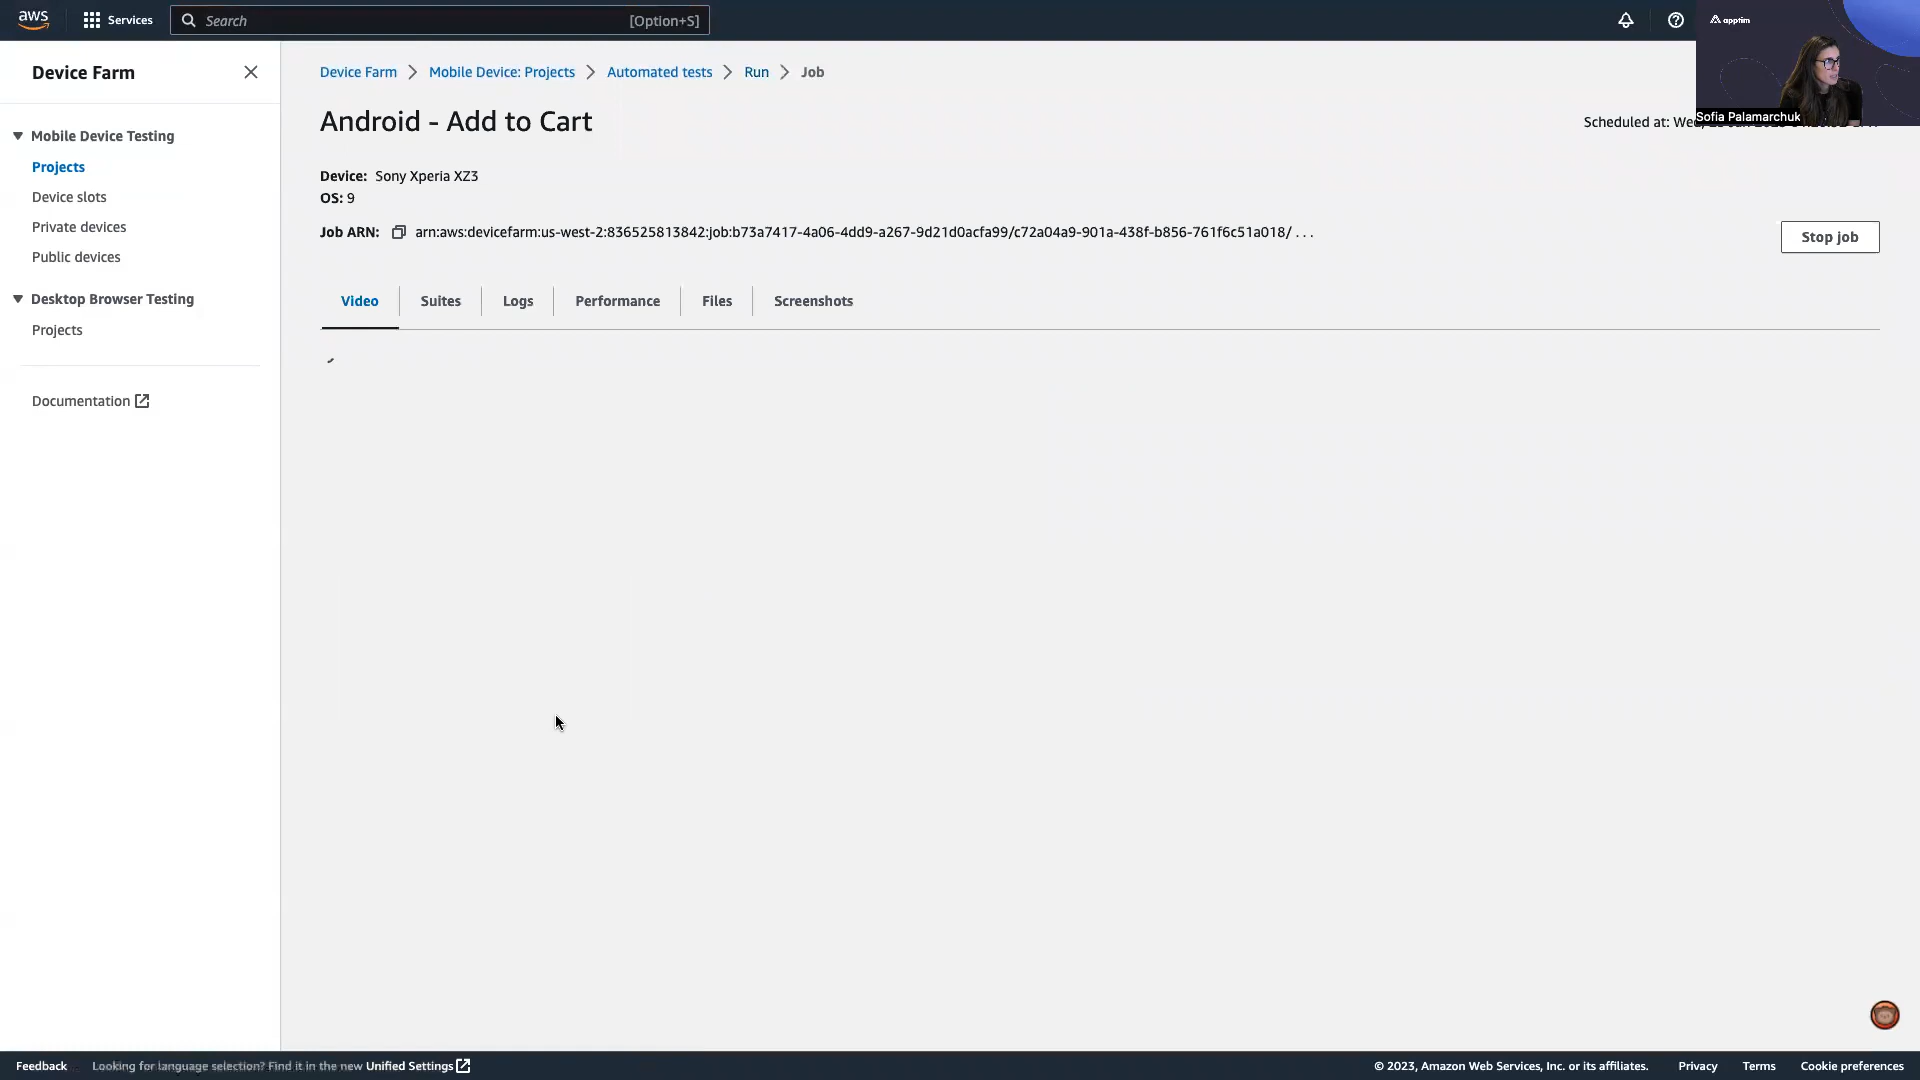 aws
Services
Search
[Option+S]
apptim
Sofia Palamarchuk
Device Farm
Mobile Device Testing
Projects
Device slots
Private devices
Public devices
Desktop Browser Testing
Projects
Documentation
Device Farm > Mobile Device: Projects > Automated tests > Run > Job
Android - Add to Cart
Scheduled at: Wed,
Device: Sony Xperia XZ3
OS: 9
Job ARN: arn:aws:devicefarm:us-west-2:836525813842:job:b73a7417-4a06-4dd9-a267-9d21d0acfa99/c72a04a9-901a-438f-b856-761f6c51a018/ . . .
Stop job
Video
Suites
Logs
Performance
Files
Screenshots
Feedback
Looking for language selection? Find it in the new Unified Settings
© 2023, Amazon Web Services, Inc. or its affiliates.
Privacy
Terms
Cookie preferences